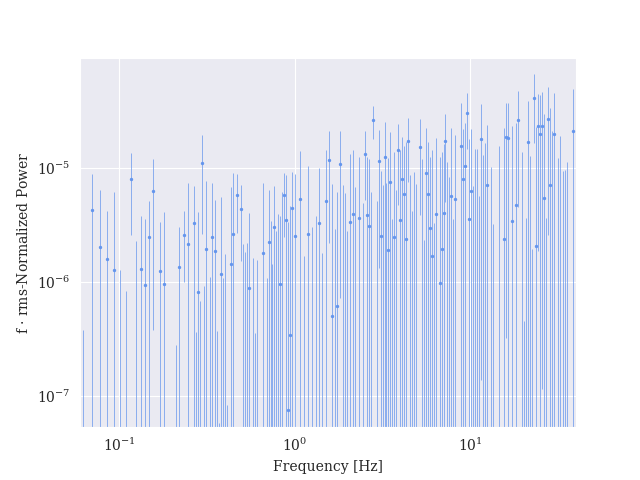 f · rms-Normalized Power
10⁻⁵
10⁻⁶
10⁻⁷
10⁻¹ 10⁰ 10¹
Frequency [Hz]